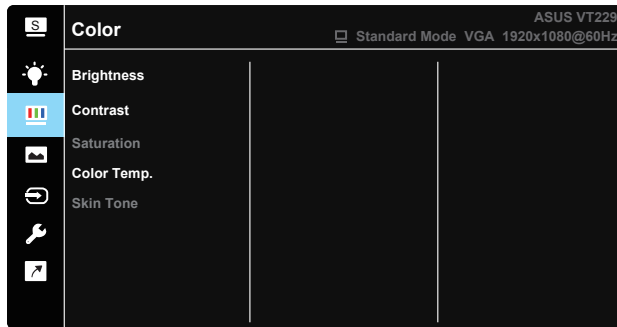 S
Color
ASUS VT229
Standard Mode VGA 1920x1080@60Hz
Brightness
Contrast
Saturation
Color Temp.
Skin Tone